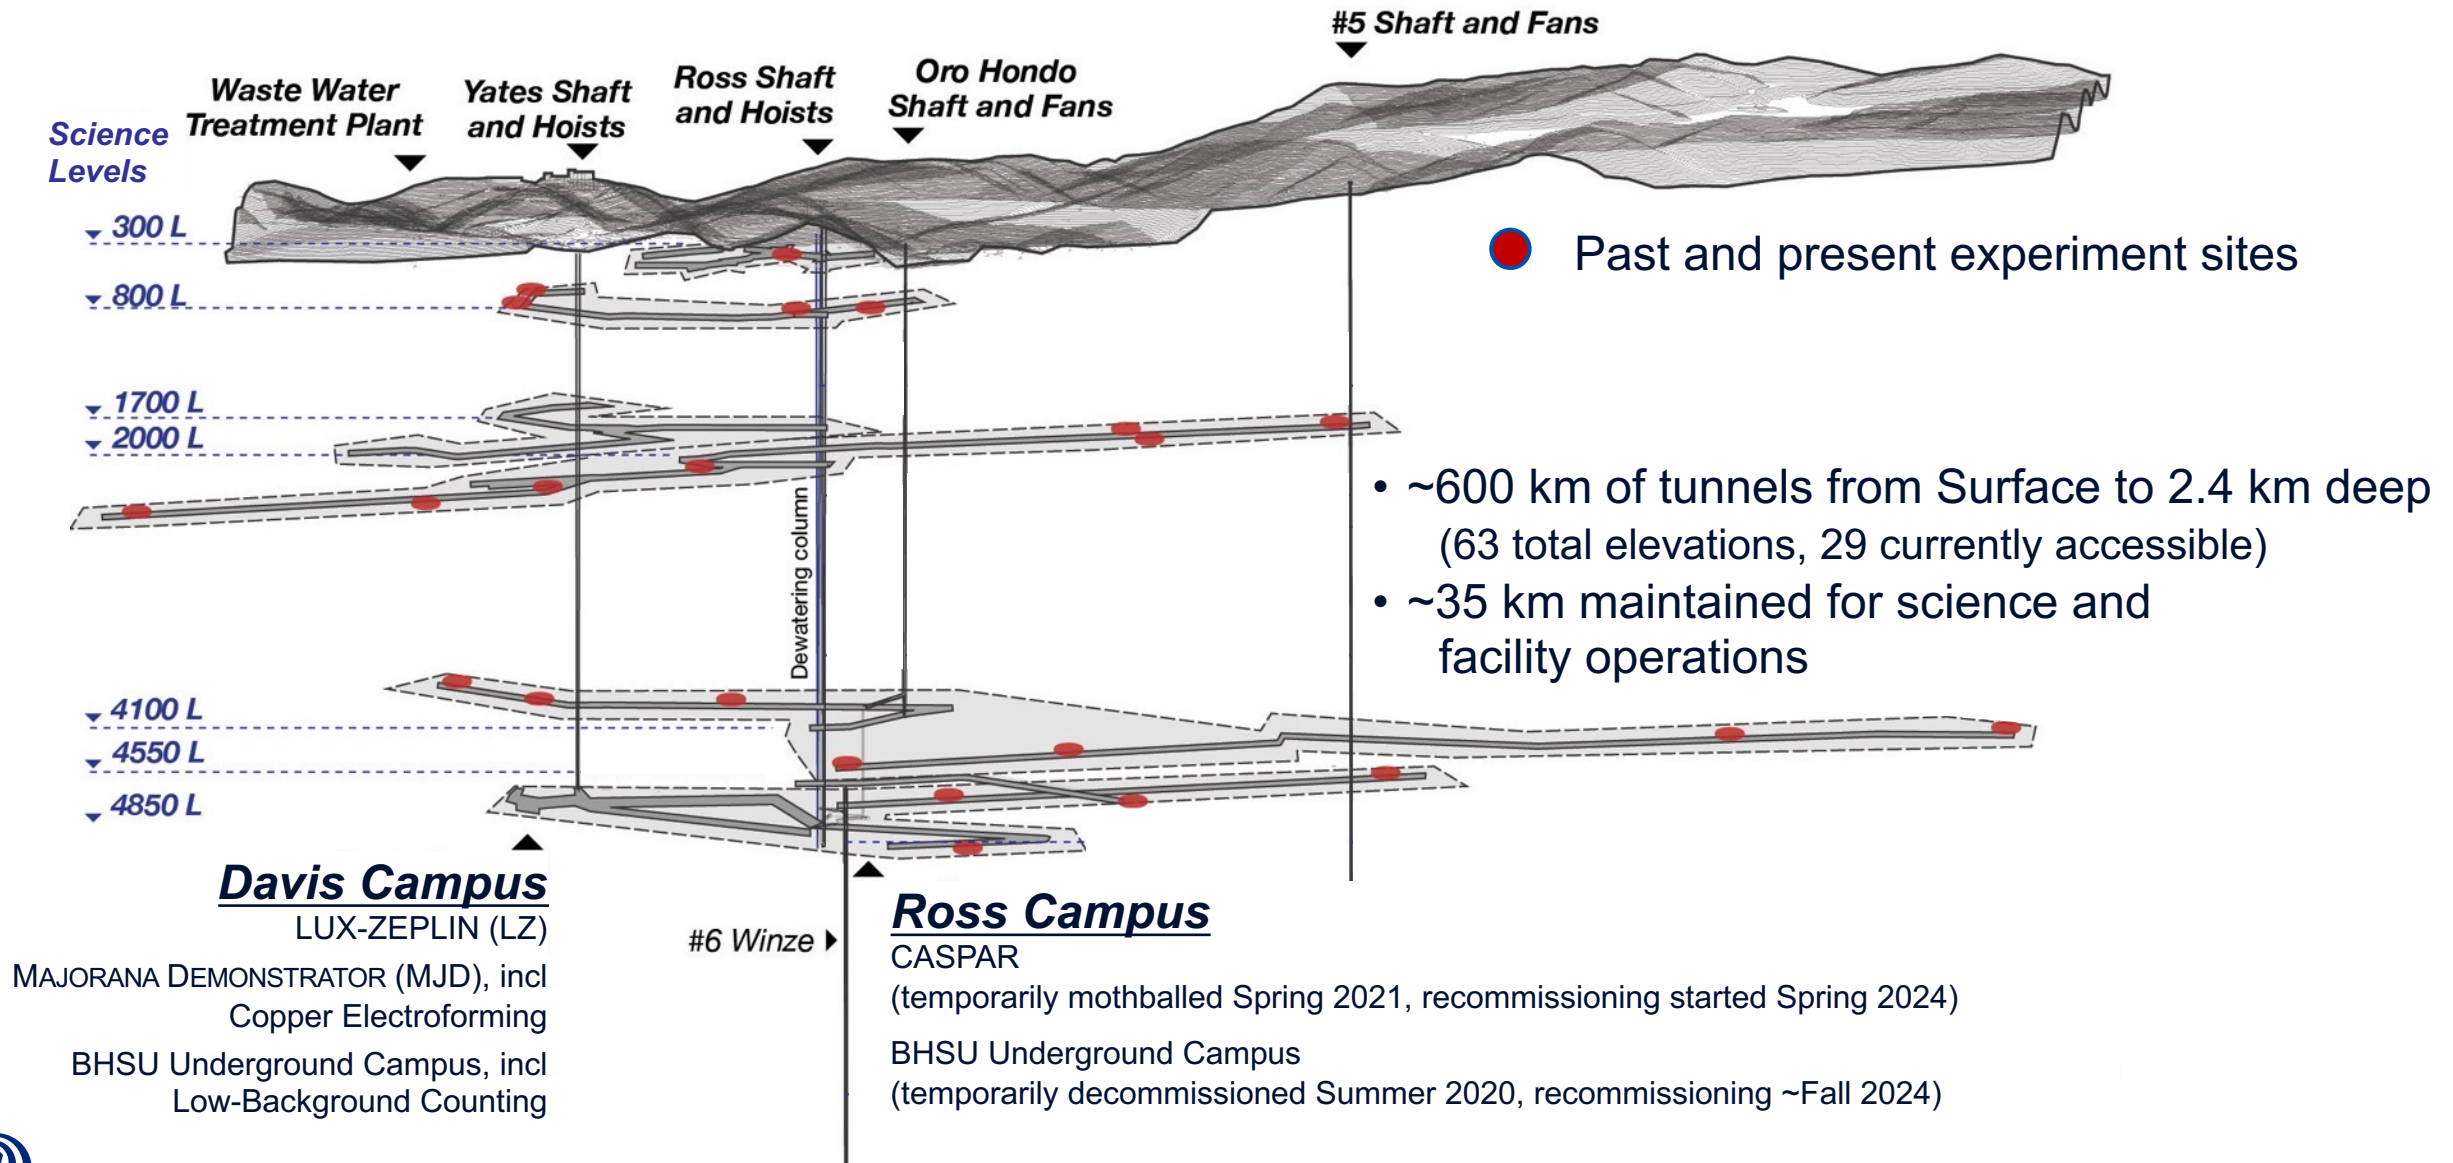 #5 Shaft and Fans
Waste Water
Treatment Plant
Yates Shaft
and Hoists
Ross Shaft
and Hoists
Oro Hondo
Shaft and Fans
Science
Levels
300 L
800 L
1700 L
2000 L
4100 L
4550 L
4850 L
Dewatering column
Past and present experiment sites
• ~600 km of tunnels from Surface to 2.4 km deep
(63 total elevations, 29 currently accessible)
• ~35 km maintained for science and
facility operations
Davis Campus
LUX-ZEPLIN (LZ)
MAJORANA DEMONSTRATOR (MJD), incl
Copper Electroforming
BHSU Underground Campus, incl
Low-Background Counting
#6 Winze
Ross Campus
CASPAR
(temporarily mothballed Spring 2021, recommissioning started Spring 2024)
BHSU Underground Campus
(temporarily decommissioned Summer 2020, recommissioning ~Fall 2024)